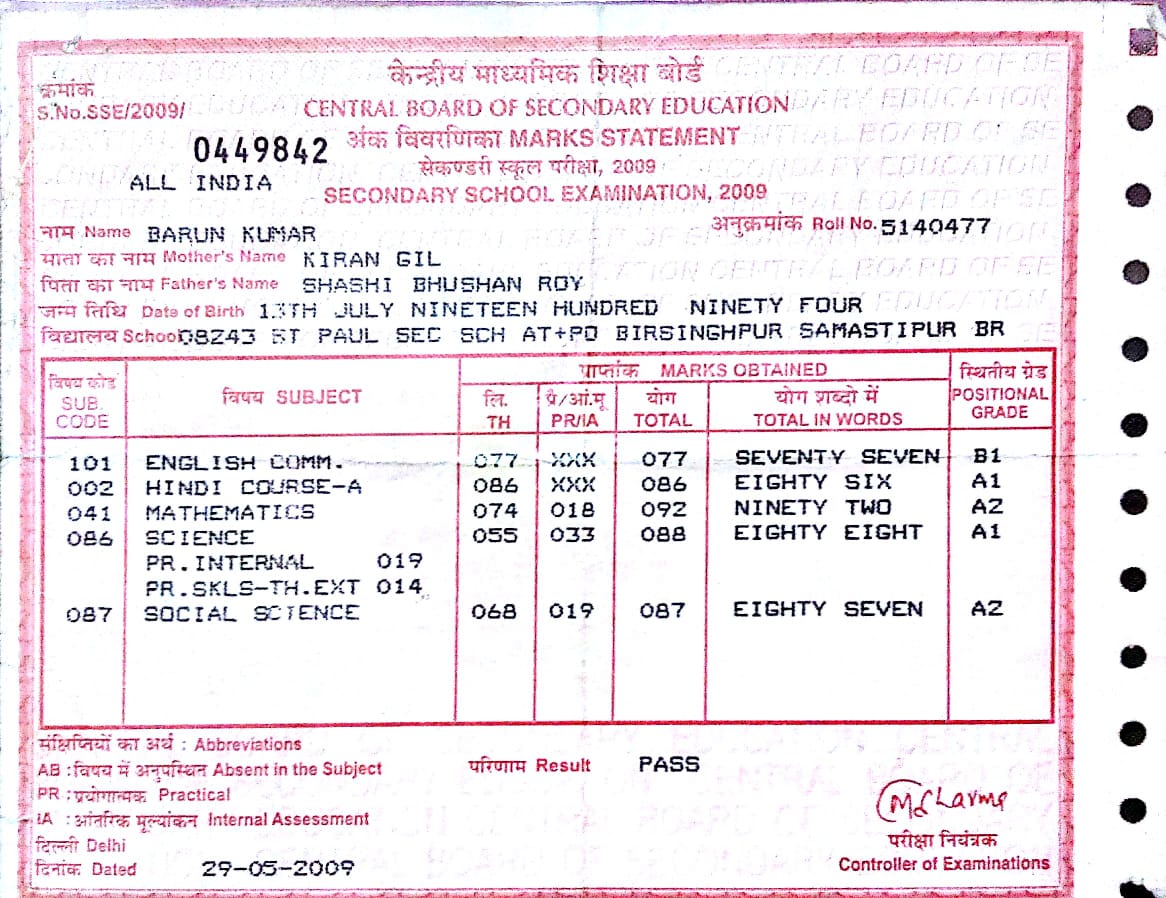 केन्द्रीय माध्यमिक शिक्षा बोर्ड
क्रमांक
S.No.SSE/2009/
CENTRAL BOARD OF SECONDARY EDUCATION
0449842
अंक विवरणिका MARKS STATEMENT
सेकण्डरी स्कूल परीक्षा, 2009
ALL INDIA
SECONDARY SCHOOL EXAMINATION, 2009
अनुक्रमांक Roll No. 5140477
नाम Name BARUN KUMAR
माता का नाम Mother's Name KIRAN GIL
पिता का नाम Father's Name SHASHI BHUSHAN ROY
जन्म तिथि Date of Birth 13TH JULY NINETEEN HUNDRED NINETY FOUR
विद्यालय School 08243 ST PAUL SEC SCH AT+PO BIRSINGHPUR SAMASTIPUR BR
विषय कोड SUB. CODE
विषय SUBJECT
प्राप्तांक MARKS OBTAINED
स्थितीय ग्रेड POSITIONAL GRADE
लि. TH
प्रै/आं.मू PR/IA
योग TOTAL
योग शब्दो में TOTAL IN WORDS
101 ENGLISH COMM. 077 XXX 077 SEVENTY SEVEN B1
002 HINDI COURSE-A 086 XXX 086 EIGHTY SIX A1
041 MATHEMATICS 074 018 092 NINETY TWO A2
086 SCIENCE 055 033 088 EIGHTY EIGHT A1
PR.INTERNAL 019
PR.SKLS-TH.EXT 014
087 SOCIAL SCIENCE 068 019 087 EIGHTY SEVEN A2
संक्षिप्तियों का अर्थ : Abbreviations
AB : विषय में अनुपस्थित Absent in the Subject
परिणाम Result PASS
PR : प्रयोगात्मक Practical
IA : आंतरिक मूल्यांकन Internal Assessment
दिल्ली Delhi
परीक्षा नियंत्रक
दिनांक Dated 29-05-2009
Controller of Examinations